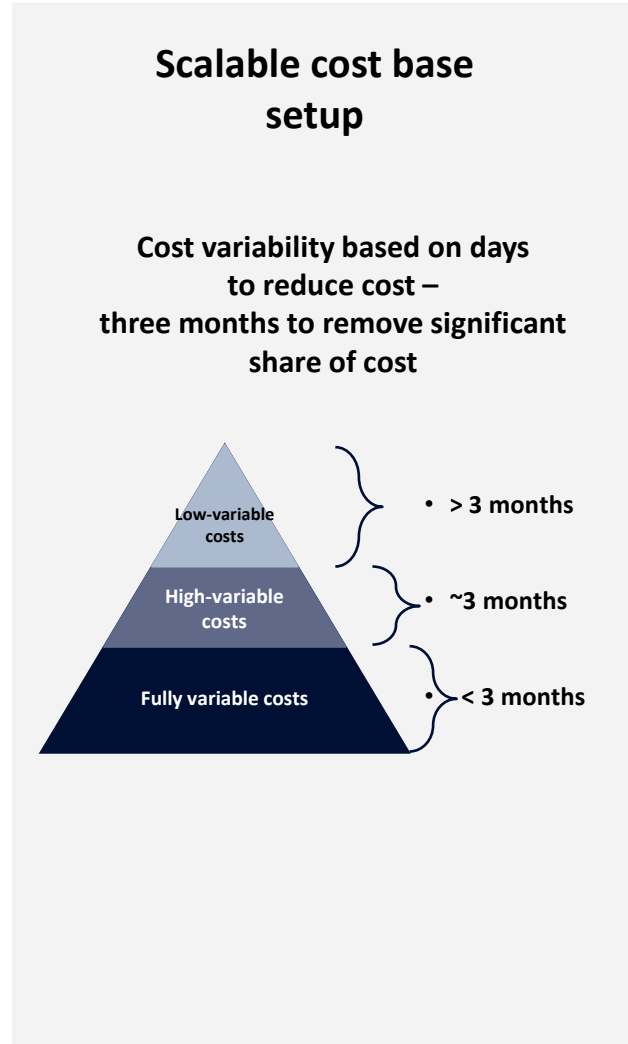 Scalable cost base
setup
Cost variability based on days
to reduce cost –
three months to remove significant
share of cost
Low-variable
costs
• > 3 months
High-variable
costs
• ~3 months
Fully variable costs
• < 3 months